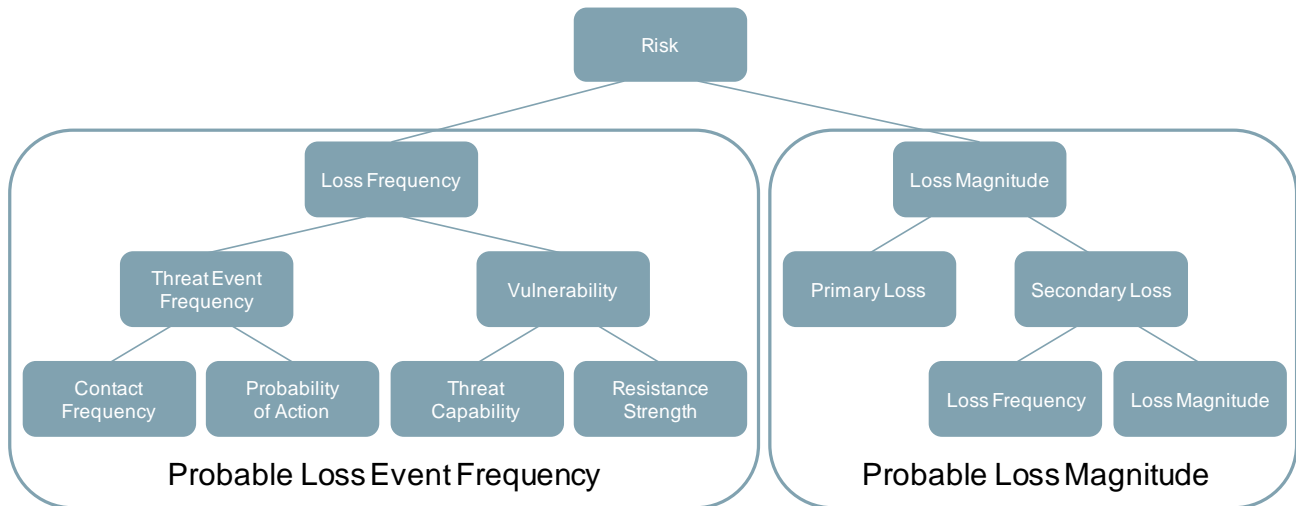 Risk
Loss Frequency
Loss Magnitude
Threat Event
Frequency
Vulnerability
Primary Loss
Secondary Loss
Contact
Frequency
Probability
of Action
Threat
Capability
Resistance
Strength
Loss Frequency
Loss Magnitude
Probable Loss Event Frequency
Probable Loss Magnitude